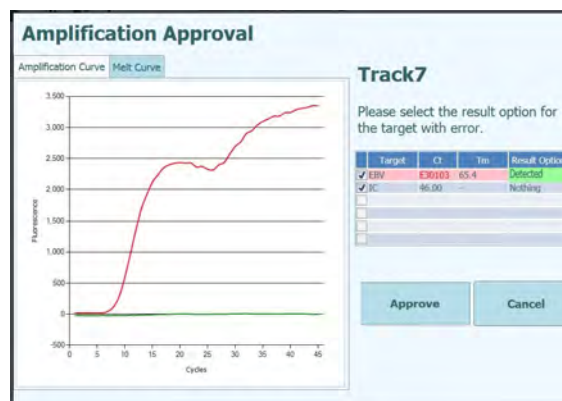 Amplification Approval
Amplification Curve Melt Curve
Track7
Please select the result option for
the target with error.
Target Ct Tm Result Optio
EBV E30103 65.4 Detected
IC 46.00 --
Nothing
Approve Cancel
3.500
3.000
2.500
2.000
1.500
1.000
500
0
-500
Fluorescence
0 5 10 15 20 25 30 35 40 45
Cycles